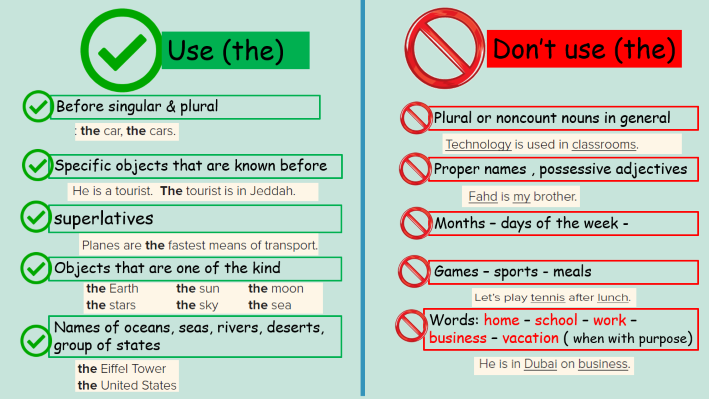 Use (the)
Before singular & plural
: the car, the cars.
Specific objects that are known before
He is a tourist. The tourist is in Jeddah.
superlatives
Planes are the fastest means of transport.
Objects that are one of the kind
the Earth the sun the moon
the stars the sky the sea
Names of oceans, seas, rivers, deserts,
group of states
the Eiffel Tower
the United States
Don't use (the)
Plural or noncount nouns in general
Technology is used in classrooms.
Proper names , possessive adjectives
Fahd is my brother.
Months – days of the week -
Games – sports - meals
Let's play tennis after lunch.
Words: home – school – work –
business – vacation ( when with purpose)
He is in Dubai on business.